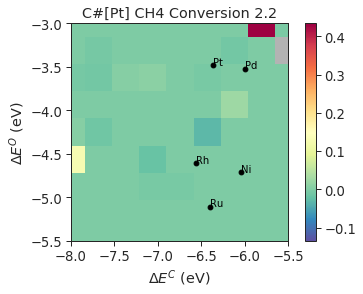 C#[Pt] CH4 Conversion 2.2
−3.0
−3.5
−4.0
−4.5
−5.0
−5.5
ΔE^O (eV)
Pt
Pd
Rh
Ni
Ru
−8.0 −7.5 −7.0 −6.5 −6.0 −5.5
ΔE^C (eV)
0.4
0.3
0.2
0.1
0.0
−0.1